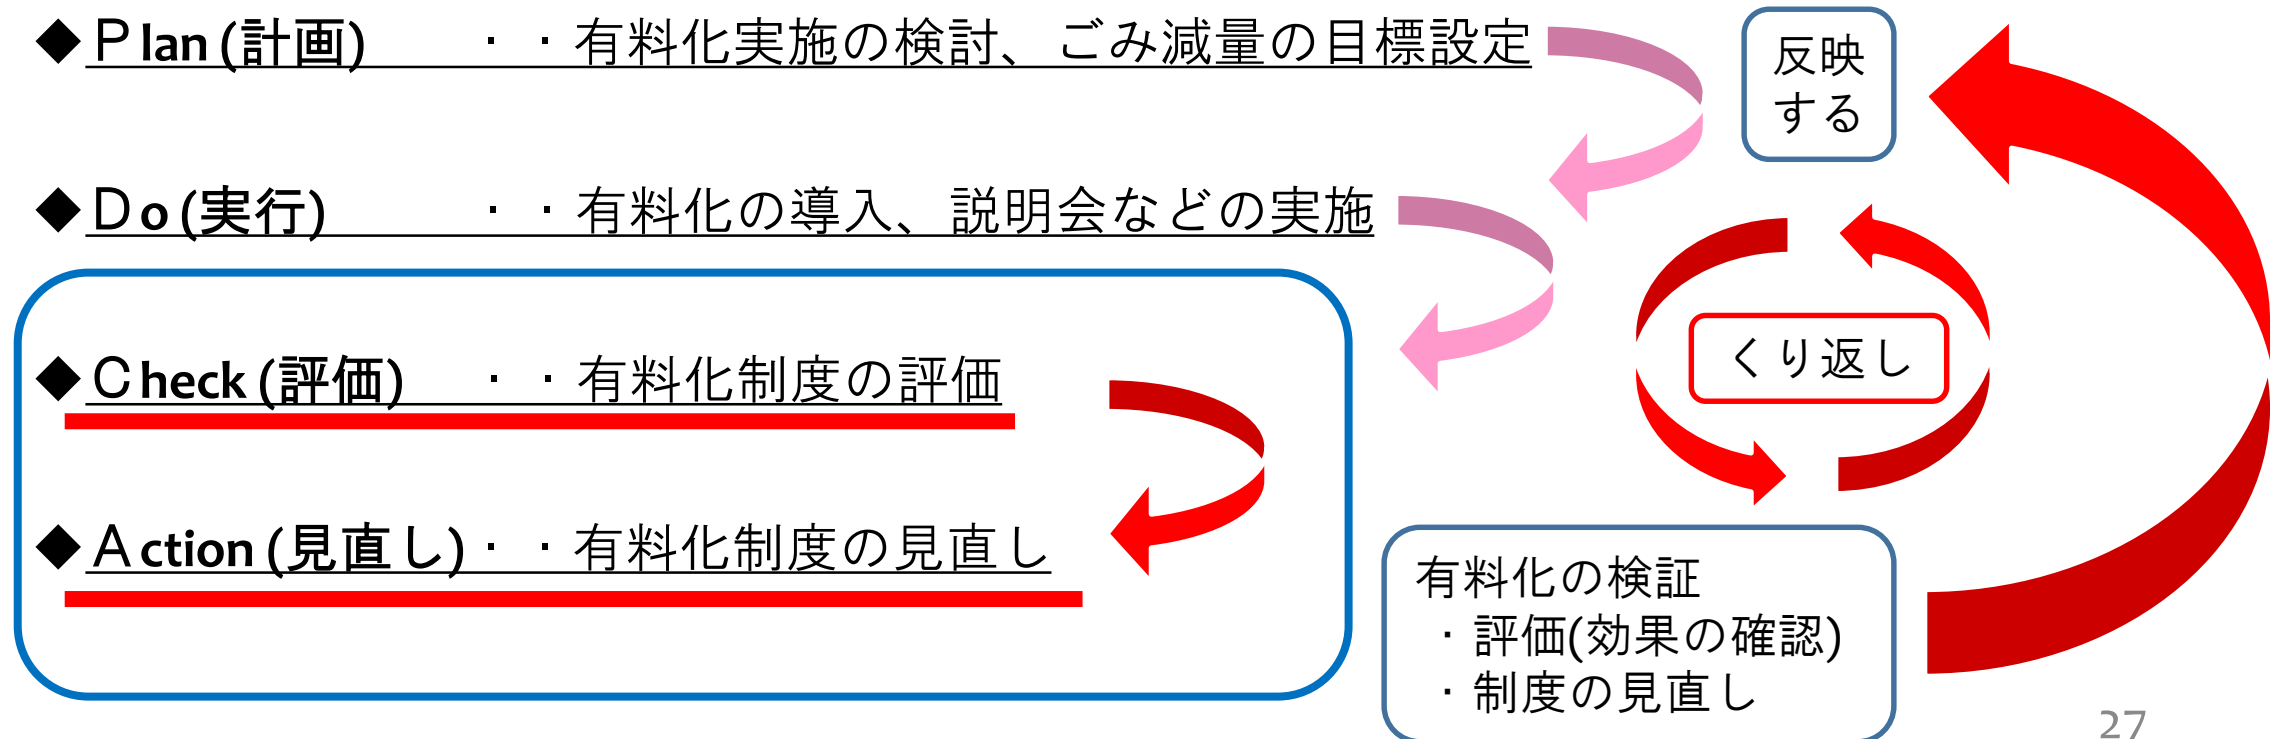 ◆Ｐlan (計画)　　・・有料化実施の検討、ごみ減量の目標設定
反映
する
◆Ｄo (実行)　　　・・有料化の導入、説明会などの実施
◆Ｃheck (評価)　・・有料化制度の評価
くり返し
◆Ａction (見直し)・・有料化制度の見直し
有料化の検証
・評価(効果の確認)
・制度の見直し
27